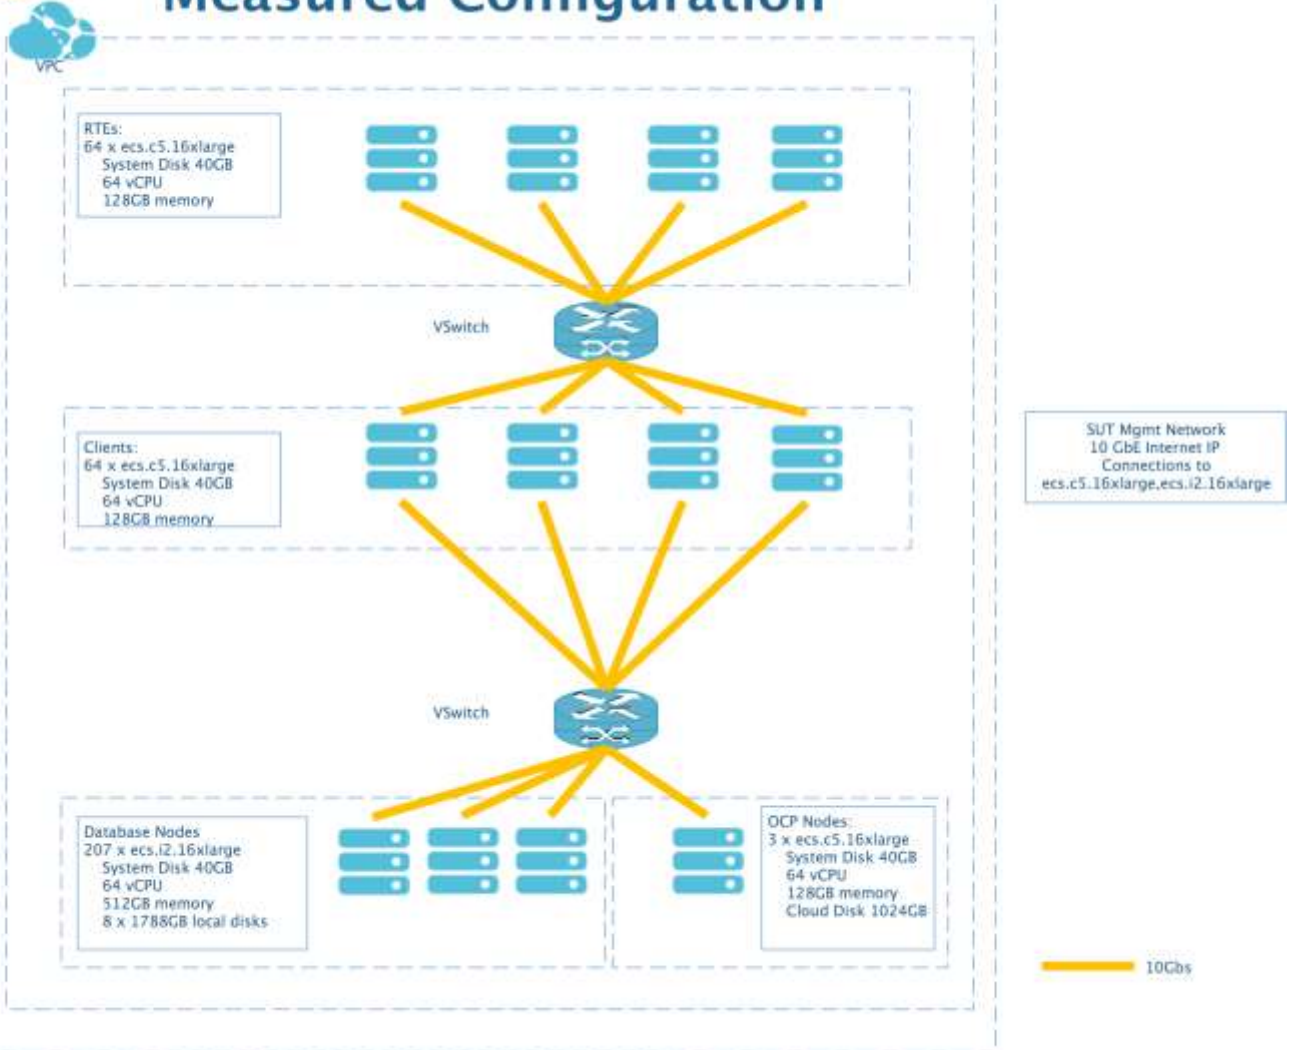 Measured Configuration
VPC
RTEs:
64 x ecs.c5.16xlarge
System Disk 40GB
64 vCPU
128GB memory
VSwitch
Clients:
64 x ecs.c5.16xlarge
System Disk 40GB
64 vCPU
128GB memory
SUT Mgmt Network
10 GbE Internet IP
Connections to
ecs.c5.16xlarge,ecs.i2.16xlarge
VSwitch
Database Nodes
207 x ecs.i2.16xlarge
System Disk 40GB
64 vCPU
512GB memory
8 x 1788GB local disks
OCP Nodes:
3 x ecs.c5.16xlarge
System Disk 40GB
64 vCPU
128GB memory
Cloud Disk 1024GB
10Gbs